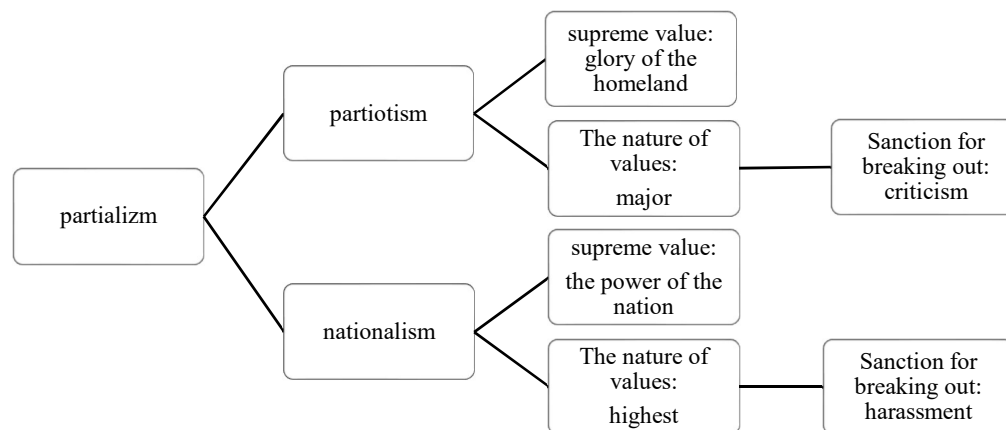 partializm
partiotism
supreme value:
glory of the
homeland
The nature of
values:
major
Sanction for
breaking out:
criticism
nationalism
supreme value:
the power of the
nation
The nature of
values:
highest
Sanction for
breaking out:
harassment